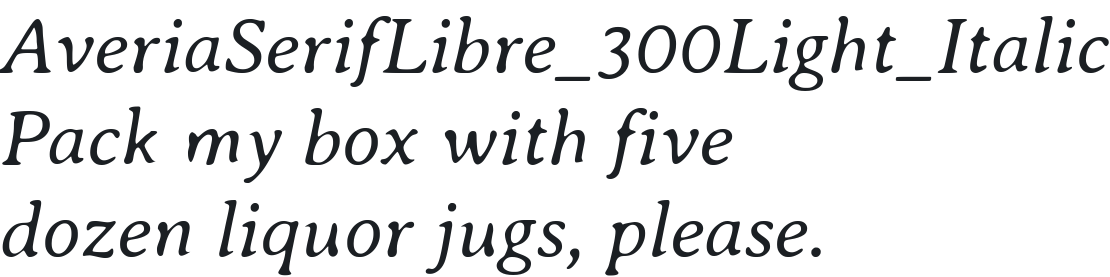 AveriaSerifLibre_300Light_Italic
Pack my box with five
dozen liquor jugs, please.